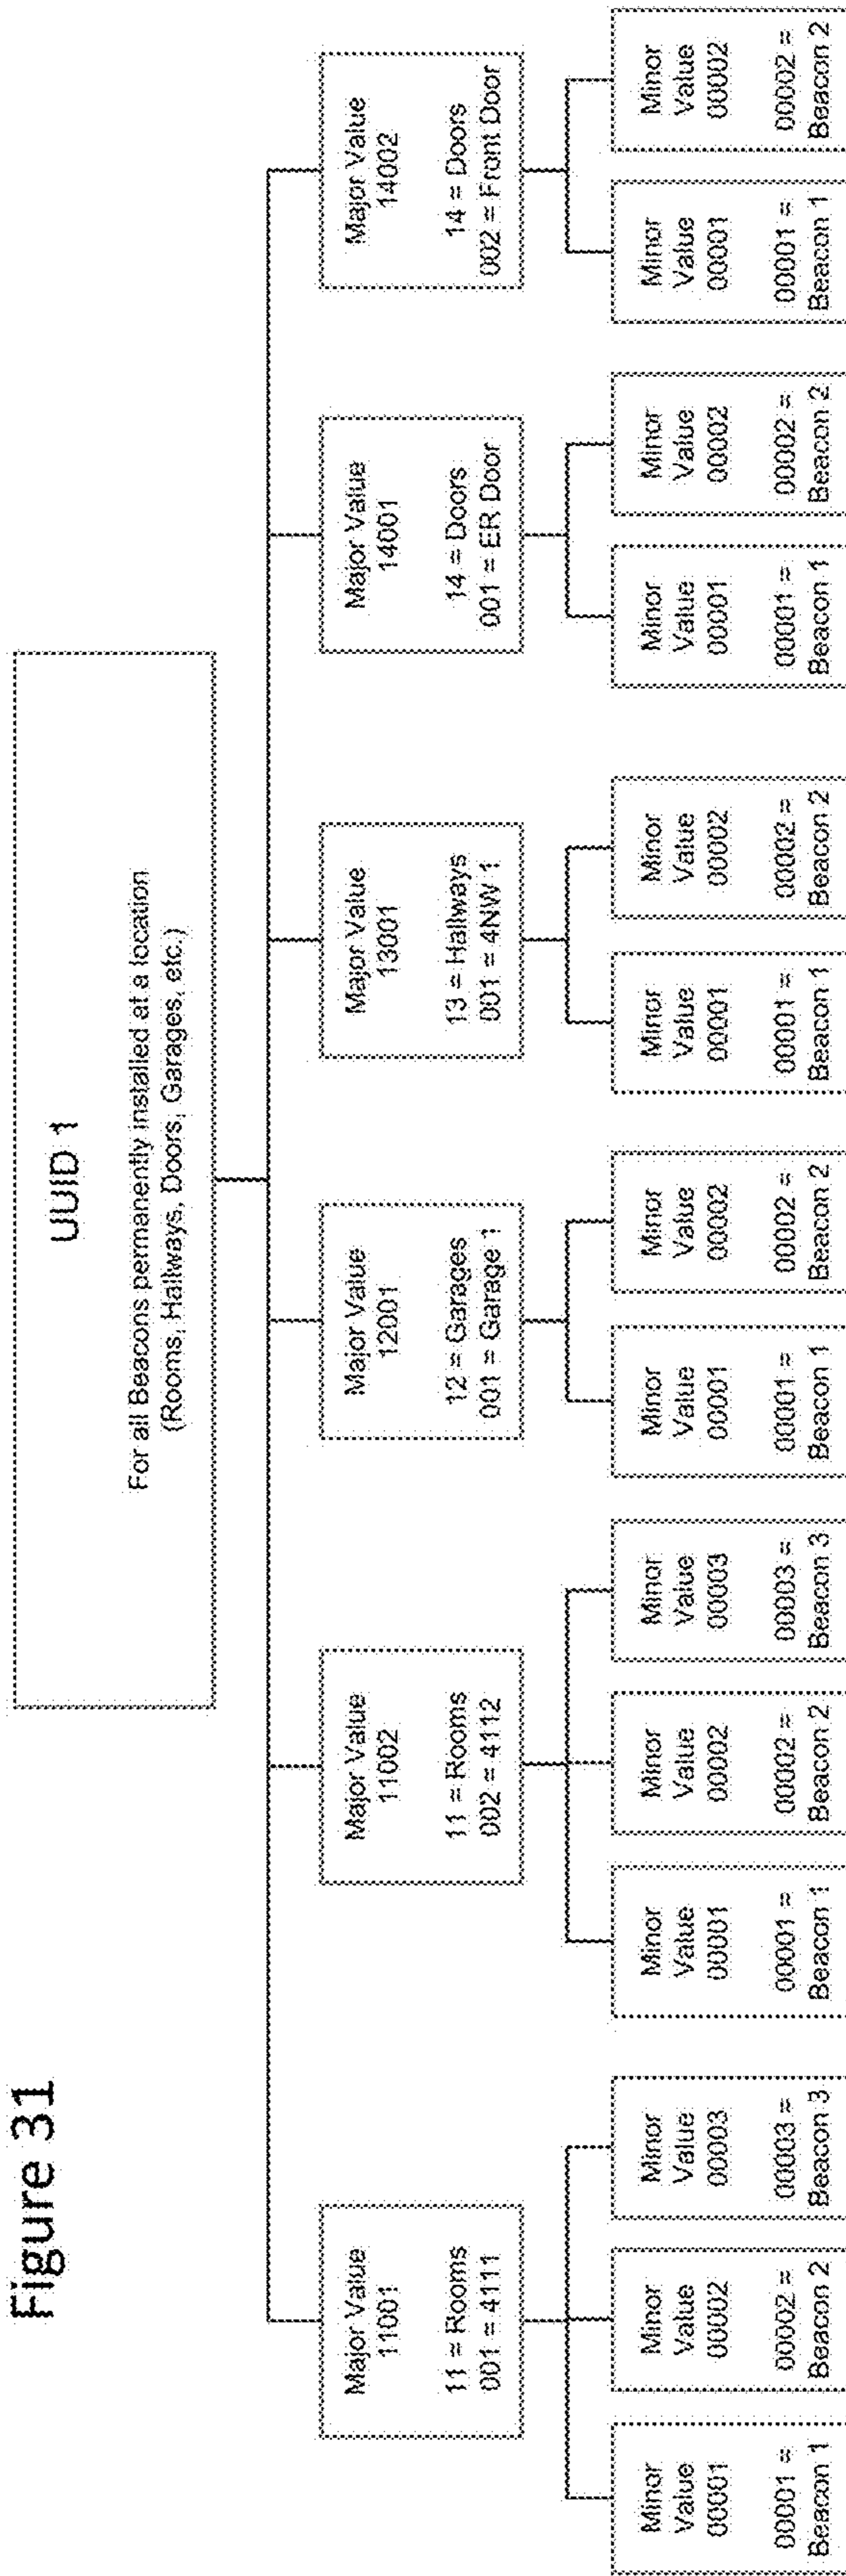 Figure 31
UUID 1
For all Beacons permanently installed at a location
(Rooms, Hallways, Doors, Garages, etc.)
Major Value
11001
11 = Rooms
001 = 4111
Major Value
11002
11 = Rooms
002 = 4112
Major Value
12001
12 = Garages
001 = Garage 1
Major Value
13001
13 = Hallways
001 = 4NW 1
Major Value
14001
14 = Doors
001 = ER Door
Major Value
14002
14 = Doors
002 = Front Door
Minor
Value
00001
00001 =
Beacon 1
Minor
Value
00002
00002 =
Beacon 2
Minor
Value
00003
00003 =
Beacon 3
Minor
Value
00001
00001 =
Beacon 1
Minor
Value
00002
00002 =
Beacon 2
Minor
Value
00003
00003 =
Beacon 3
Minor
Value
00001
00001 =
Beacon 1
Minor
Value
00002
00002 =
Beacon 2
Minor
Value
00001
00001 =
Beacon 1
Minor
Value
00002
00002 =
Beacon 2
Minor
Value
00001
00001 =
Beacon 1
Minor
Value
00002
00002 =
Beacon 2
Minor
Value
00001
00001 =
Beacon 1
Minor
Value
00002
00002 =
Beacon 2